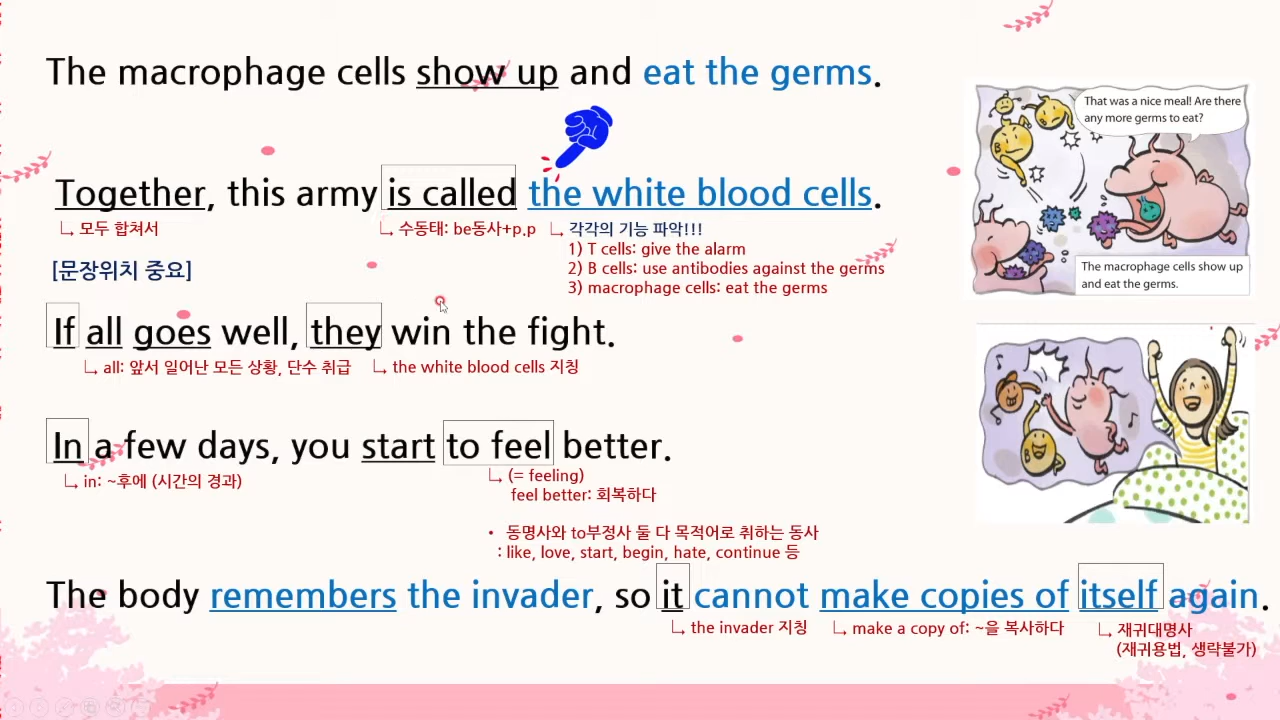 The macrophage cells show up and eat the germs.
Together, this army is called the white blood cells.
모두 합쳐서
수동태: be동사+p.p
각각의 기능 파악!!!
1) T cells: give the alarm
2) B cells: use antibodies against the germs
3) macrophage cells: eat the germs
[문장위치 중요]
If all goes well, they win the fight.
all: 앞서 일어난 모든 상황, 단수 취급
the white blood cells 지칭
In a few days, you start to feel better.
in: ~후에 (시간의 경과)
(= feeling)
feel better: 회복하다
• 동명사와 to부정사 둘 다 목적어로 취하는 동사
: like, love, start, begin, hate, continue 등
The body remembers the invader, so it cannot make copies of itself again.
the invader 지칭
make a copy of: ~을 복사하다
재귀대명사
(재귀용법, 생략불가)
That was a nice meal! Are there
any more germs to eat?
The macrophage cells show up
and eat the germs.